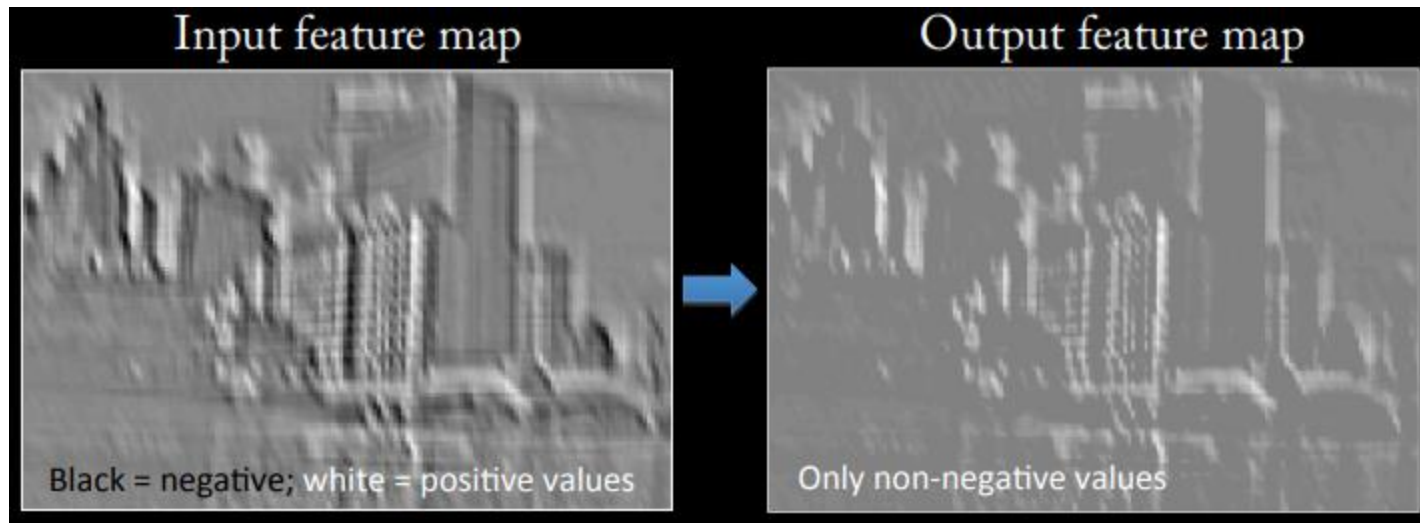 Input feature map
Output feature map
Black = negative; white = positive values
Only non-negative values